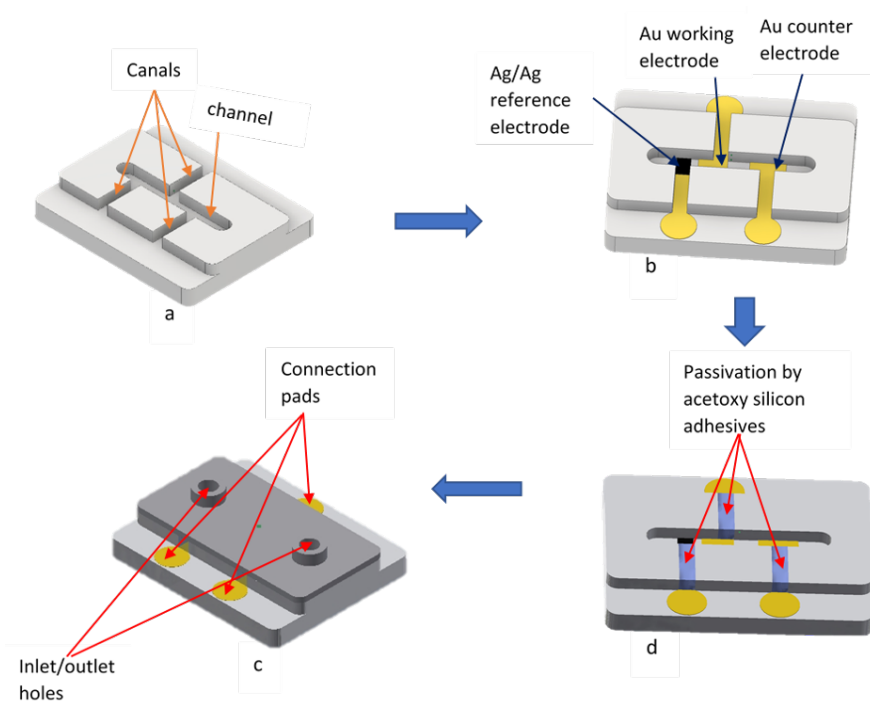 Canals
channel
a
Ag/Ag
reference
electrode
Au working
electrode
Au counter
electrode
b
Connection
pads
Inlet/outlet
holes
c
Passivation by
acetoxy silicon
adhesives
d